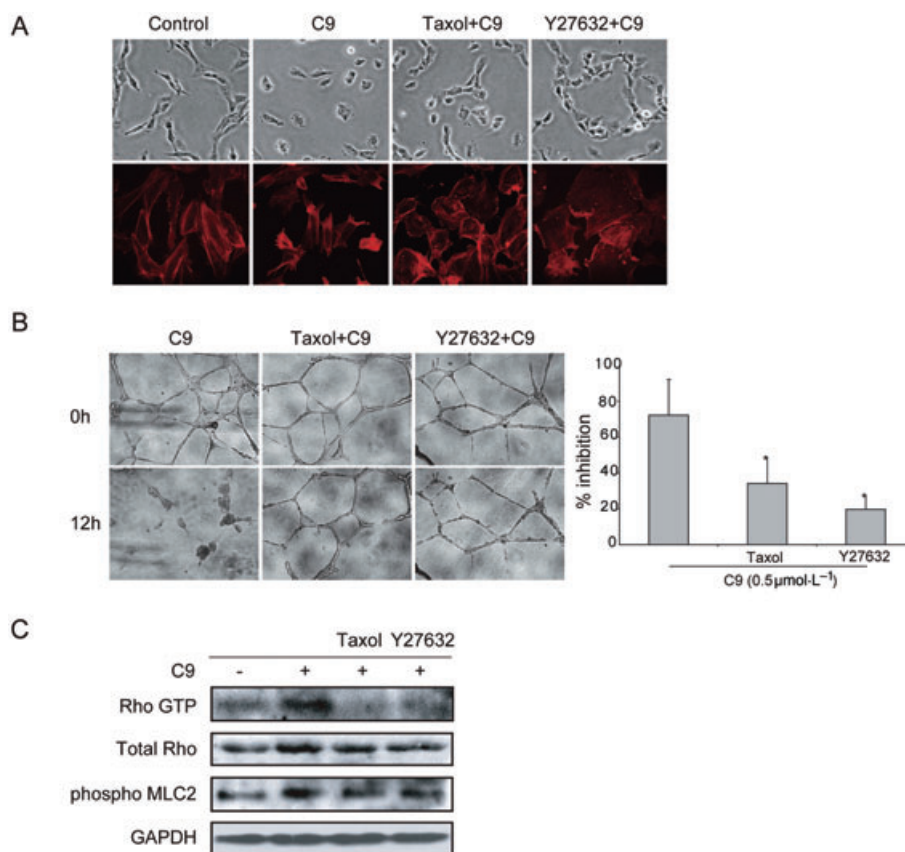 A
Control C9 Taxol+C9 Y27632+C9
B
C9 Taxol+C9 Y27632+C9
0h
12h
% inhibition
100
80
60
40
20
0
Taxol Y27632
C9 (0.5µmol·L⁻¹)
*
*
C
Taxol Y27632
C9 - + + +
Rho GTP
Total Rho
phospho MLC2
GAPDH